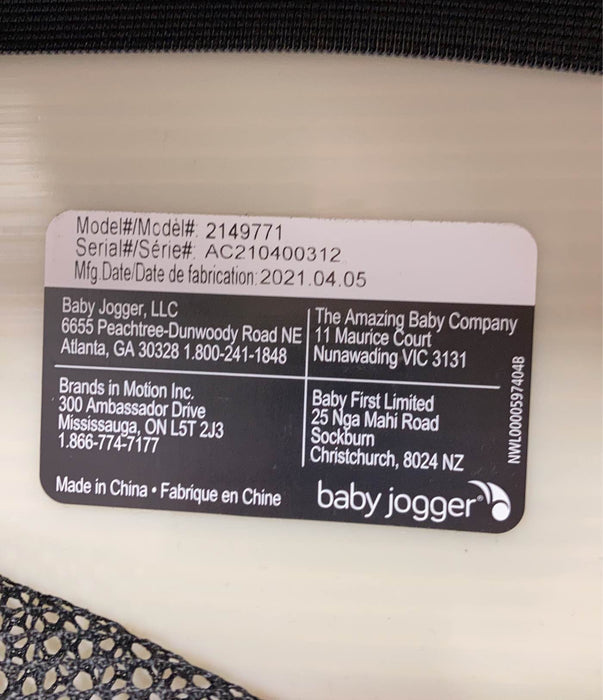 Model#/Modèl#: 2149771
Serial#/Série#: AC210400312
Mfg.Date/Date de fabrication: 2021.04.05
Baby Jogger, LLC
6655 Peachtree-Dunwoody Road NE
Atlanta, GA 30328 1.800-241-1848
The Amazing Baby Company
11 Maurice Court
Nunawading VIC 3131
Brands in Motion Inc.
300 Ambassador Drive
Mississauga, ON L5T 2J3
1.866-774-7177
Baby First Limited
25 Nga Mahi Road
Sockburn
Christchurch, 8024 NZ
NWL0000597404B
Made in China • Fabrique en Chine
baby jogger®